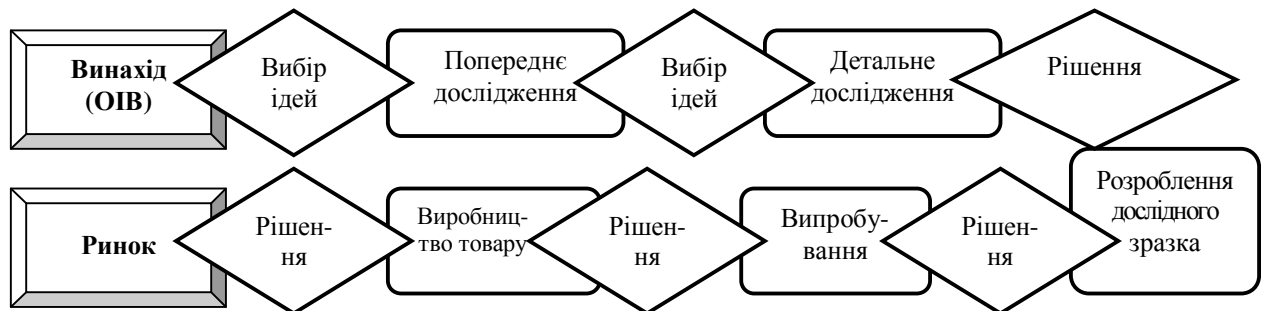 Винахід
(ОІВ)
Вибір
ідей
Попереднє
дослідження
Вибір
ідей
Детальне
дослідження
Рішення
Ринок
Рішен-
ня
Виробниц-
тво товару
Рішен-
ня
Випробу-
вання
Рішен-
ня
Розроблення
дослідного
зразка